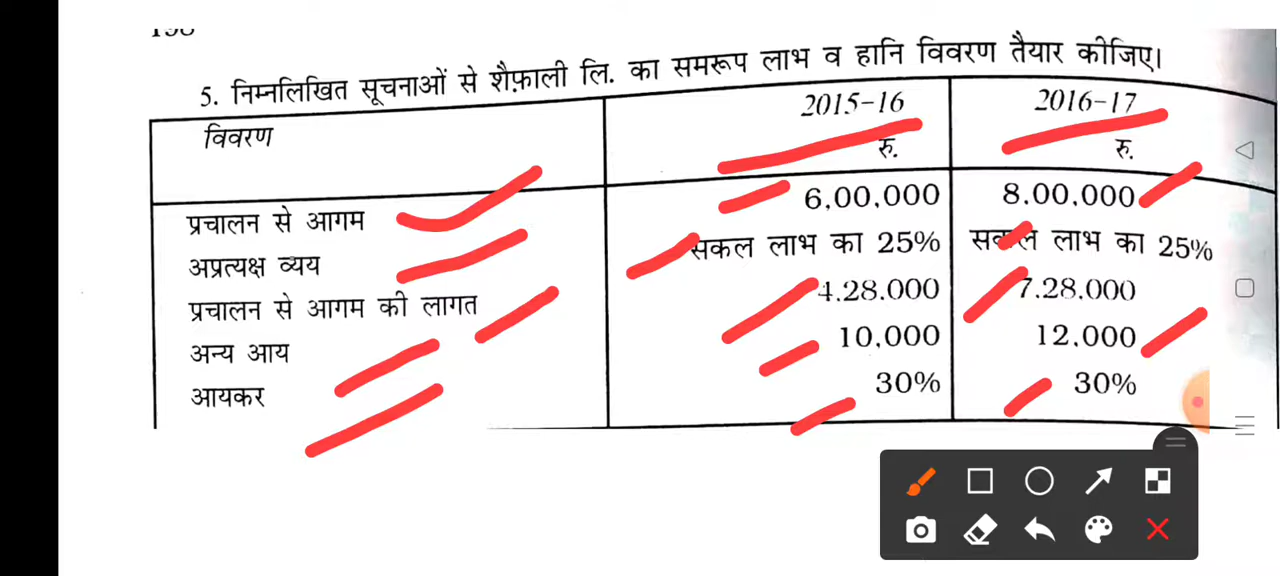 5. निम्नलिखित सूचनाओं से शैफ़ाली लि. का समरूप लाभ व हानि विवरण तैयार कीजिए।
विवरण 2015-16 2016-17
रु. रु.
प्रचालन से आगम 6,00,000 8,00,000
अप्रत्यक्ष व्यय सकल लाभ का 25% सकल लाभ का 25%
प्रचालन से आगम की लागत 4.28.000 7.28.000
अन्य आय 10,000 12,000
आयकर 30% 30%